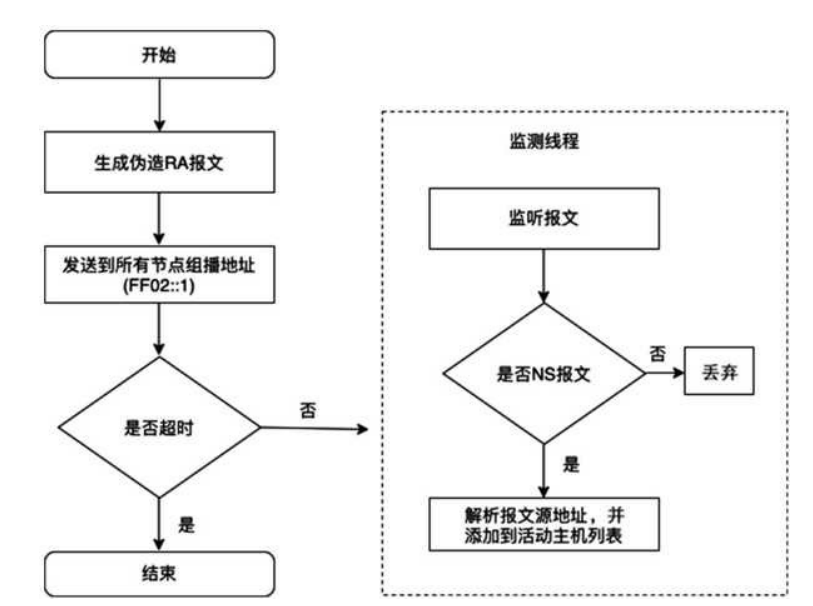 开始
生成伪造RA报文
发送到所有节点组播地址
(FF02::1)
是否超时
否
是
结束
监测线程
监听报文
是否NS报文
否
丢弃
是
解析报文源地址，并
添加到活动主机列表